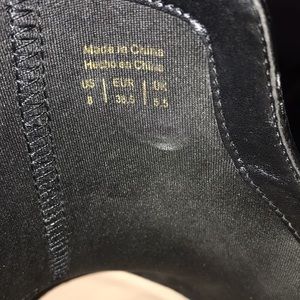 Made in China
Hecho en China
US EUR UK
8 38.5 5.5